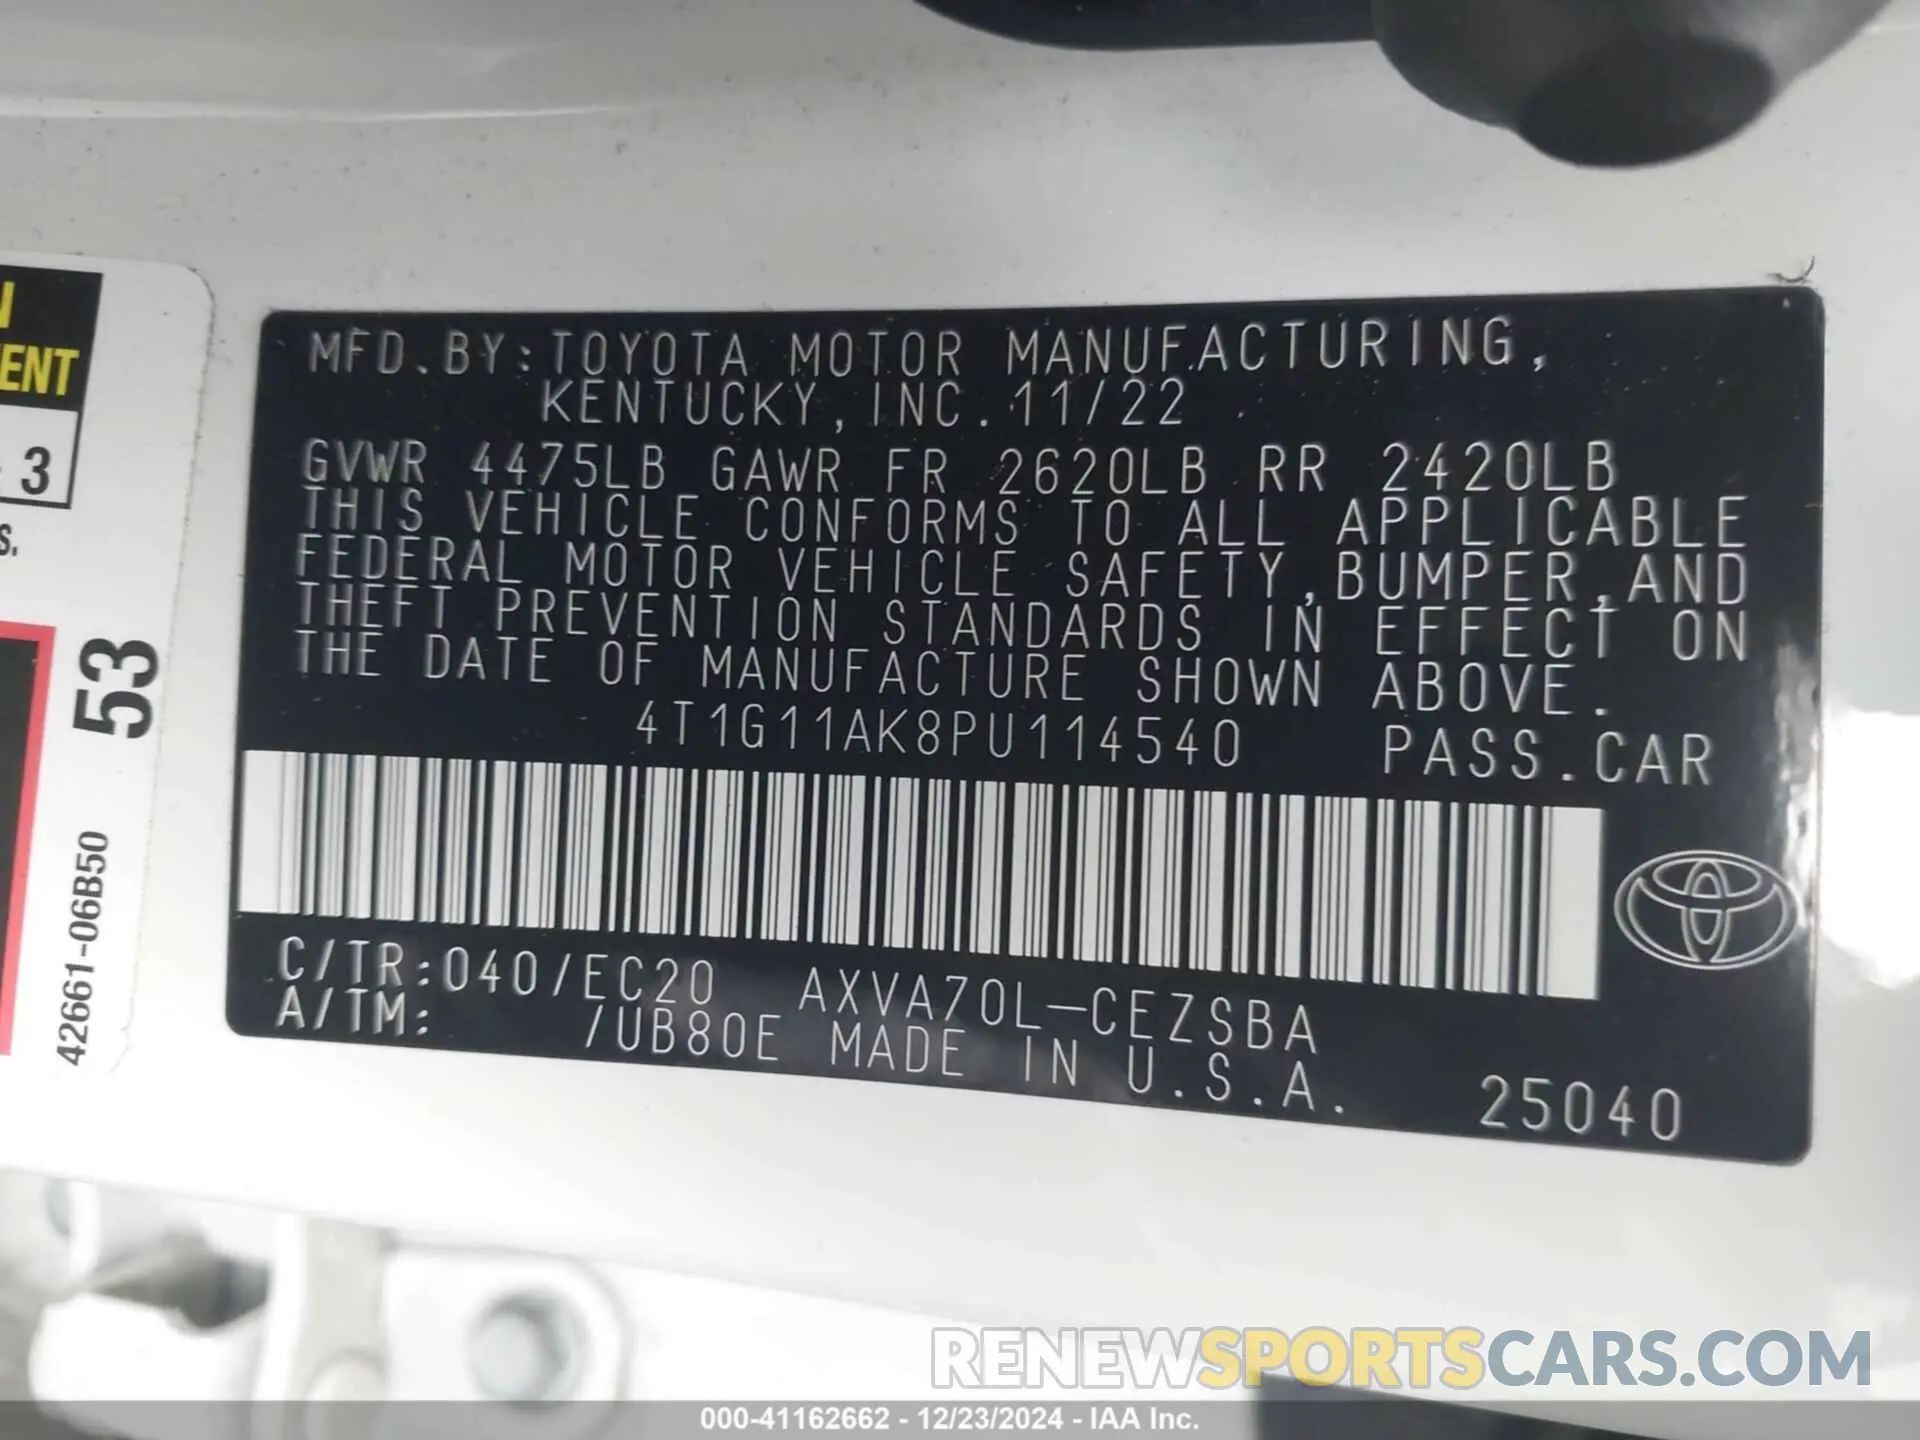 MFD.BY:TOYOTA MOTOR MANUFACTURING,
KENTUCKY,INC.11/22
GVWR 4475LB GAWR FR 2620LB RR 2420LB
THIS VEHICLE CONFORMS TO ALL APPLICABLE
FEDERAL MOTOR VEHICLE SAFETY,BUMPER,AND
THEFT PREVENTION STANDARDS IN EFFECT ON
THE DATE OF MANUFACTURE SHOWN ABOVE.
4T1G11AK8PU114540 PASS.CAR
C/TR:040/EC20 AXVA70L-CEZSBA
A/TM: /UB80E MADE IN U.S.A.
25040
ENT
3
S.
53
42661-06B50
RENEWSPORTSCARS.COM
000-41162662 - 12/23/2024 - IAA Inc.